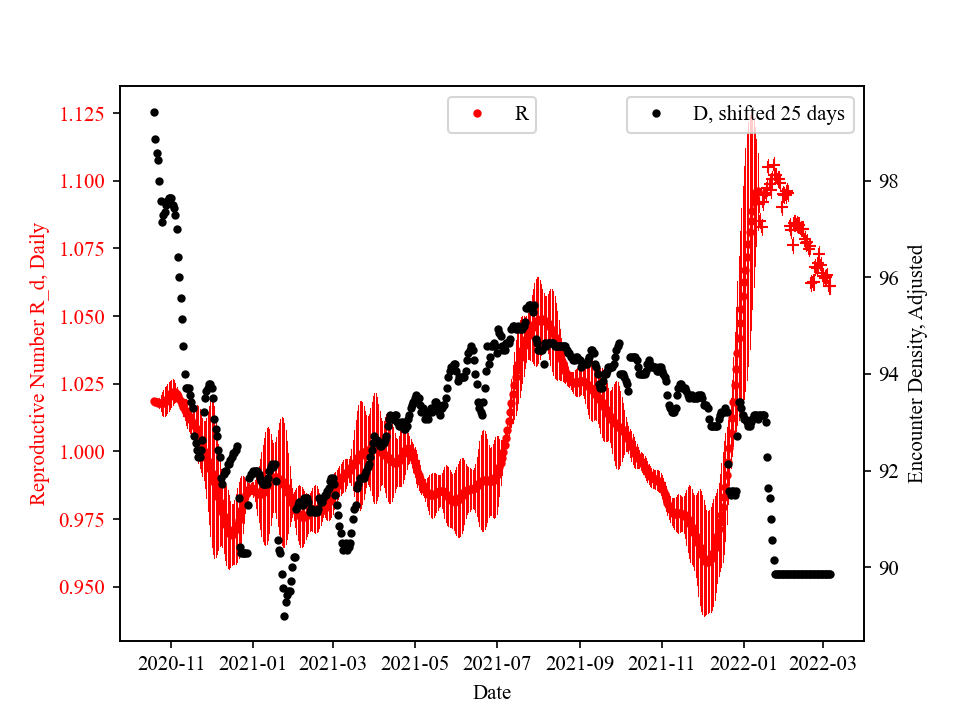 R
D, shifted 25 days
1.125
1.100
1.075
1.050
1.025
1.000
0.975
0.950
Reproductive Number R_d, Daily
98
96
94
92
90
Encounter Density, Adjusted
2020-11 2021-01 2021-03 2021-05 2021-07 2021-09 2021-11 2022-01 2022-03
Date